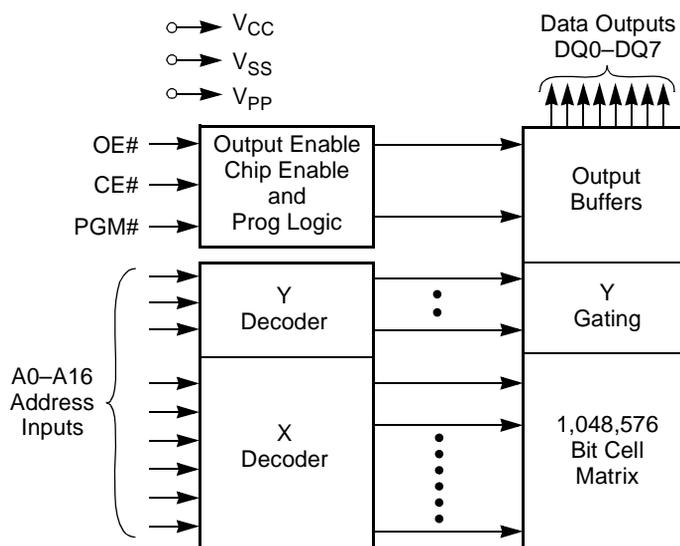 V_CC
V_SS
V_PP
Data Outputs
DQ0–DQ7
OE#
CE#
PGM#
Output Enable
Chip Enable
and
Prog Logic
Output
Buffers
Y
Decoder
Y
Gating
A0–A16
Address
Inputs
X
Decoder
1,048,576
Bit Cell
Matrix